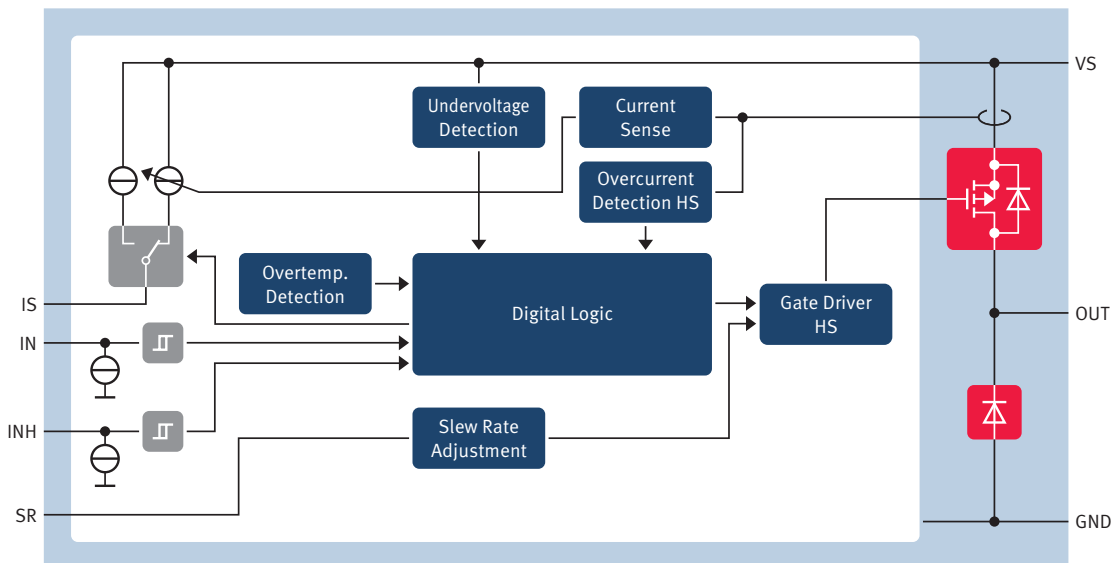 VS
Undervoltage
Detection
Current
Sense
Overcurrent
Detection HS
Overtemp.
Detection
Digital Logic
Gate Driver
HS
IS
OUT
IN
INH
Slew Rate
Adjustment
SR
GND